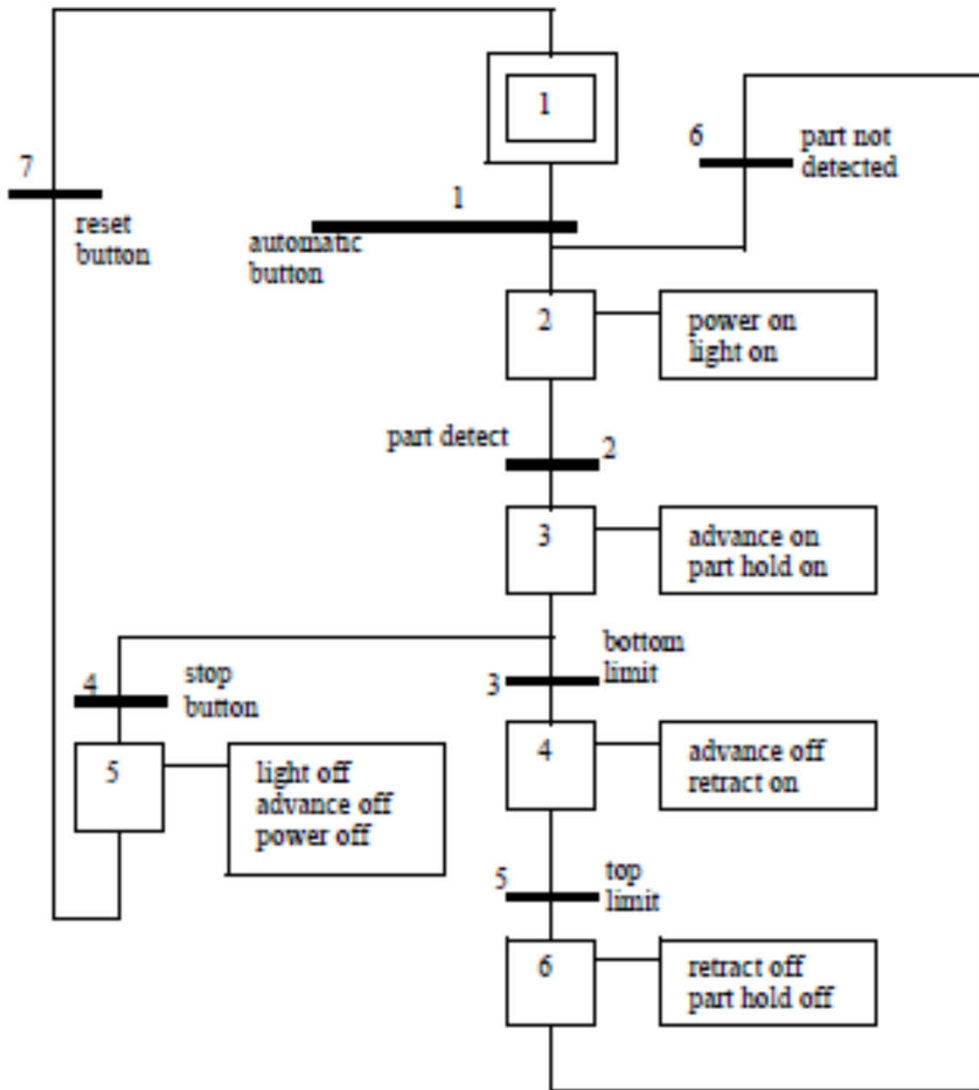 1
6
part not
detected
7
reset
button
1
automatic
button
2
power on
light on
part detect
2
3
advance on
part hold on
bottom
limit
3
4
stop
button
4
advance off
retract on
5
light off
advance off
power off
5
top
limit
6
retract off
part hold off